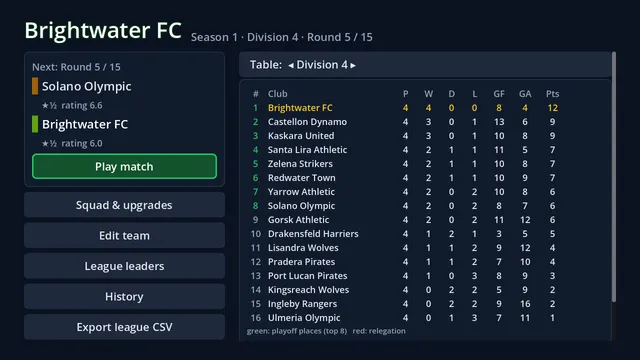 Brightwater FC Season 1 · Division 4 · Round 5 / 15
Next: Round 5 / 15
Solano Olympic
★½ rating 6.6
Brightwater FC
★½ rating 6.0
Play match
Squad & upgrades
Edit team
League leaders
History
Export league CSV
Table: ◂ Division 4 ▸
# Club P W D L GF GA Pts
1 Brightwater FC 4 4 0 0 8 4 12
2 Castellon Dynamo 4 3 0 1 13 6 9
3 Kaskara United 4 3 0 1 10 8 9
4 Santa Lira Athletic 4 2 1 1 11 5 7
5 Zelena Strikers 4 2 1 1 10 8 7
6 Redwater Town 4 2 1 1 10 9 7
7 Yarrow Athletic 4 2 0 2 10 8 6
8 Solano Olympic 4 2 0 2 8 7 6
9 Gorsk Athletic 4 2 0 2 11 12 6
10 Drakensfeld Harriers 4 1 2 1 3 5 5
11 Lisandra Wolves 4 1 1 2 9 12 4
12 Pradera Pirates 4 1 1 2 7 10 4
13 Port Lucan Pirates 4 1 0 3 8 9 3
14 Kingsreach Wolves 4 0 2 2 5 9 2
15 Ingleby Rangers 4 0 2 2 9 16 2
16 Ulmeria Olympic 4 0 1 3 7 11 1
green: playoff places (top 8) red: relegation